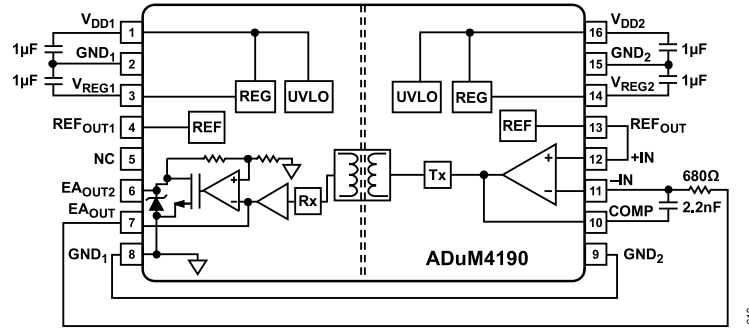 VDD1
1
1µF
GND1
2
1µF
VREG1
3
REG
UVLO
REFOUT1
4
REF
NC
5
EAOUT2
6
EAOUT
7
GND1
8
+
−
Rx
Tx
+
−
ADuM4190
UVLO
REG
REF
16
VDD2
1µF
15
GND2
1µF
14
VREG2
13
REFOUT
12
+IN
11
−IN
680Ω
2.2nF
10
COMP
9
GND2